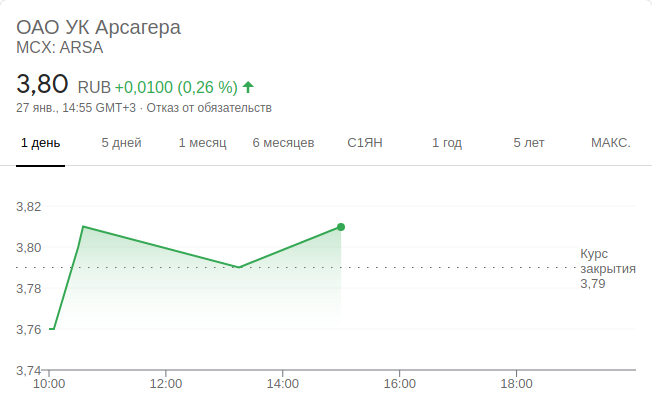 ОАО УК Арсагера
MCX: ARSA
3,80 RUB +0,0100 (0,26 %)
27 янв., 14:55 GMT+3 · Отказ от обязательств
1 день 5 дней 1 месяц 6 месяцев С1ЯН 1 год 5 лет МАКС.
3,82
3,80
Курс
закрытия
3,79
3,78
3,76
3,74
10:00 12:00 14:00 16:00 18:00